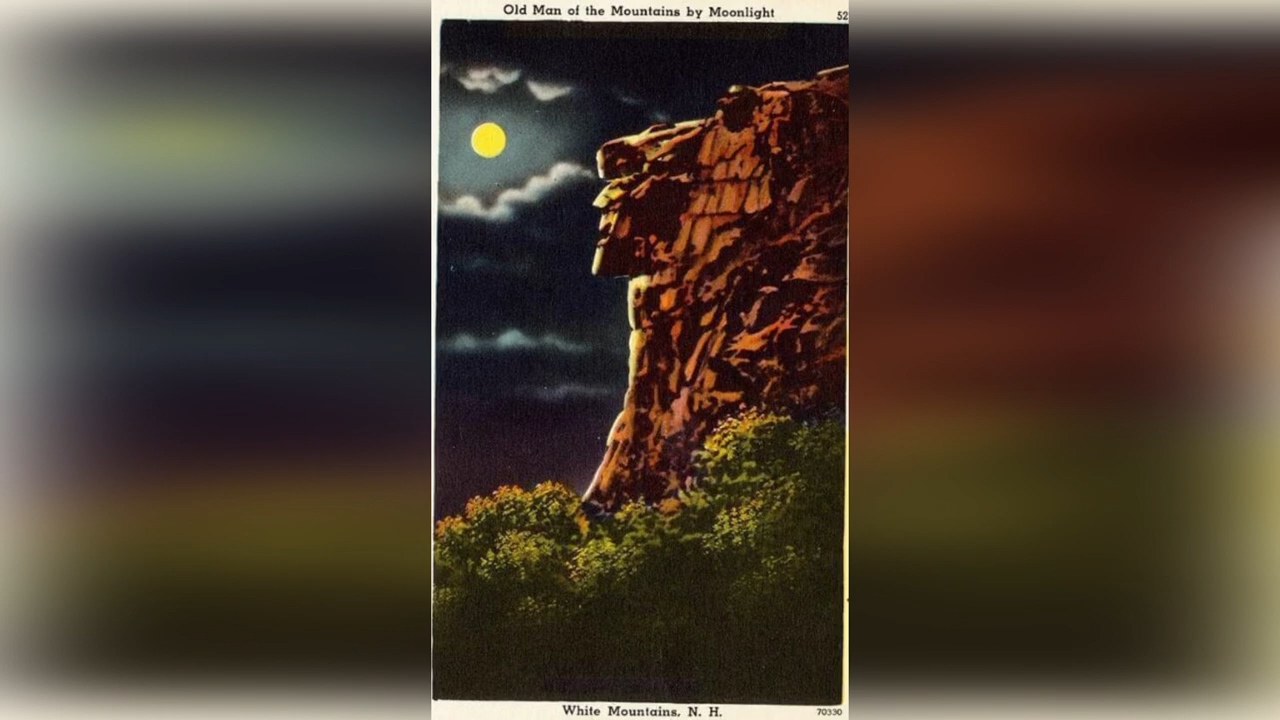 Old Man of the Mountains by Moonlight 52
White Mountains, N. H. 70330